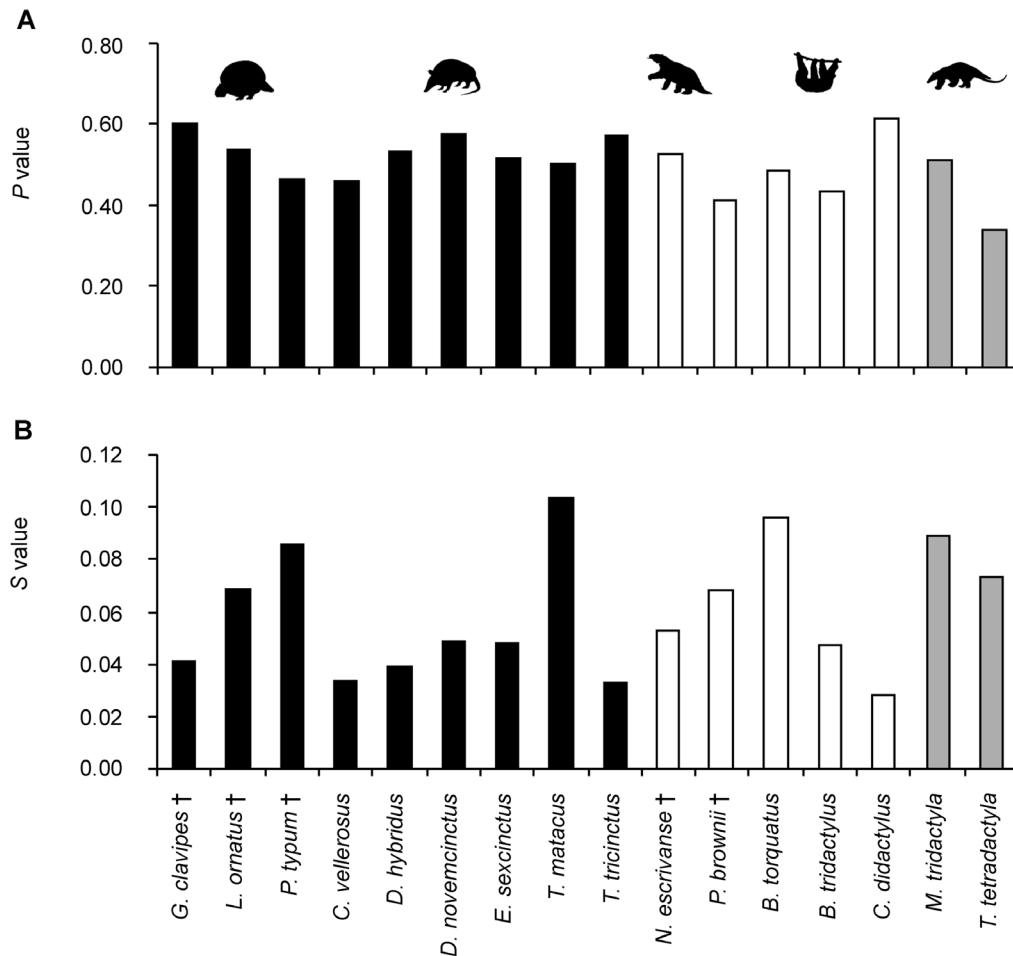 A
0.80
0.60
0.40
0.20
0.00
P value
B
0.12
0.10
0.08
0.06
0.04
0.02
0.00
S value
G. clavipes †
L. ornatus †
P. typum †
C. vellerosus
D. hybridus
D. novemcinctus
E. sexcinctus
T. matacus
T. tricinctus
N. escrivanse †
P. brownii †
B. torquatus
B. tridactylus
C. didactylus
M. tridactyla
T. tetradactyla